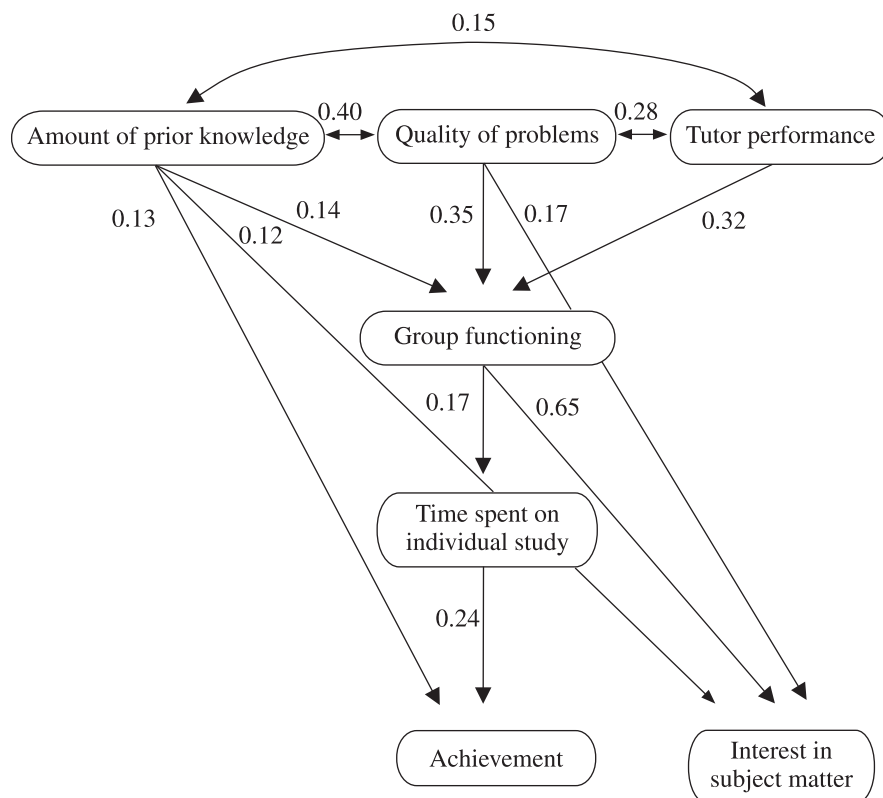 0.15
0.40
0.28
Amount of prior knowledge
Quality of problems
Tutor performance
0.13
0.14
0.12
0.35
0.17
0.32
Group functioning
0.17
0.65
Time spent on
individual study
0.24
Achievement
Interest in
subject matter